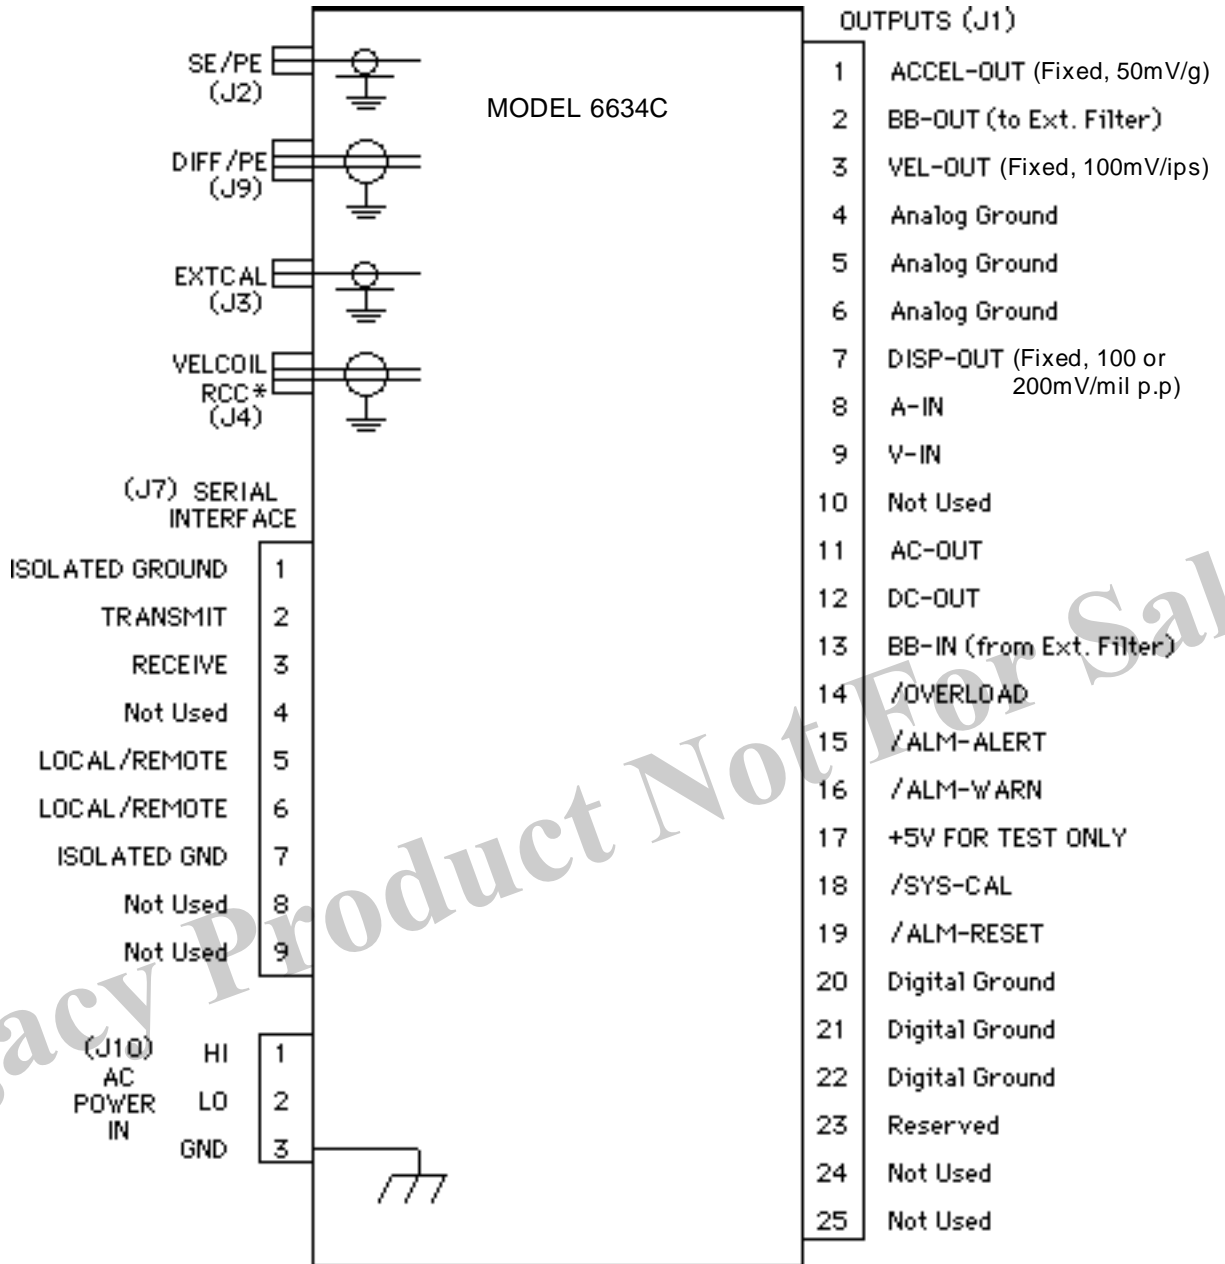 OUTPUTS (J1)
MODEL 6634C
SE/PE
(J2)
DIFF/PE
(J9)
EXTCAL
(J3)
VELCOIL
RCC*
(J4)
(J7) SERIAL
INTERFACE
ISOLATED GROUND 1
TRANSMIT 2
RECEIVE 3
Not Used 4
LOCAL/REMOTE 5
LOCAL/REMOTE 6
ISOLATED GND 7
Not Used 8
Not Used 9
(J10)
AC
POWER
IN
HI 1
LO 2
GND 3
1 ACCEL-OUT (Fixed, 50mV/g)
2 BB-OUT (to Ext. Filter)
3 VEL-OUT (Fixed, 100mV/ips)
4 Analog Ground
5 Analog Ground
6 Analog Ground
7 DISP-OUT (Fixed, 100 or
200mV/mil p.p)
8 A-IN
9 V-IN
10 Not Used
11 AC-OUT
12 DC-OUT
13 BB-IN (from Ext. Filter)
14 /OVERLOAD
15 /ALM-ALERT
16 /ALM-WARN
17 +5V FOR TEST ONLY
18 /SYS-CAL
19 /ALM-RESET
20 Digital Ground
21 Digital Ground
22 Digital Ground
23 Reserved
24 Not Used
25 Not Used
Product Not For